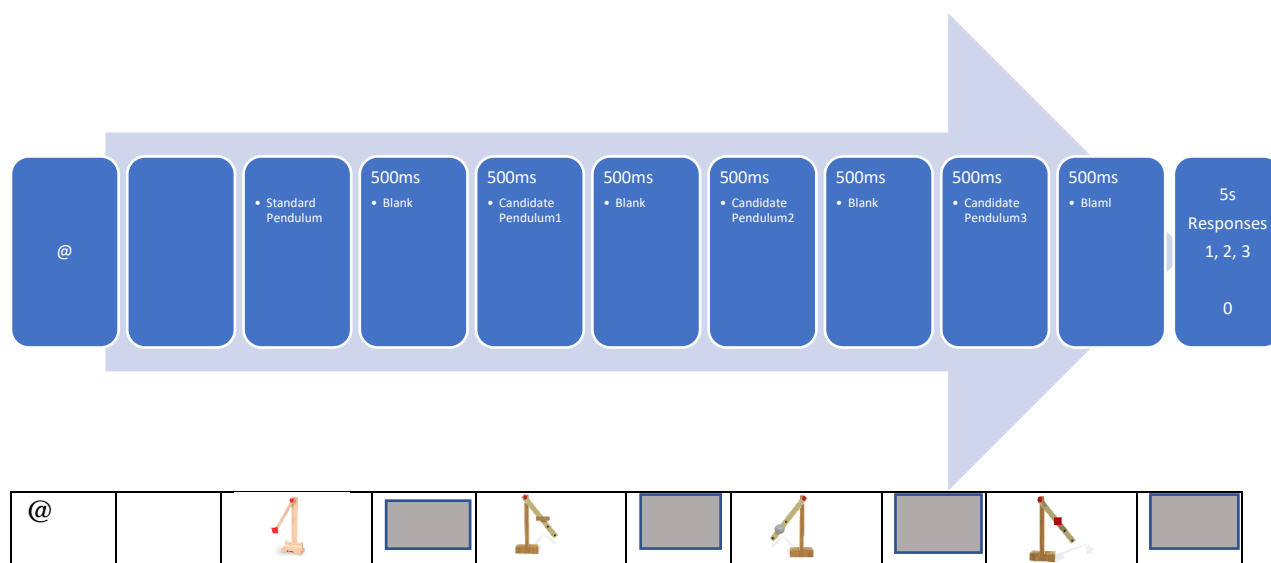 @
• Standard
Pendulum
500ms
• Blank
500ms
• Candidate
Pendulum1
500ms
• Blank
500ms
• Candidate
Pendulum2
500ms
• Blank
500ms
• Candidate
Pendulum3
500ms
• Blaml
5s
Responses
1, 2, 3
0
@